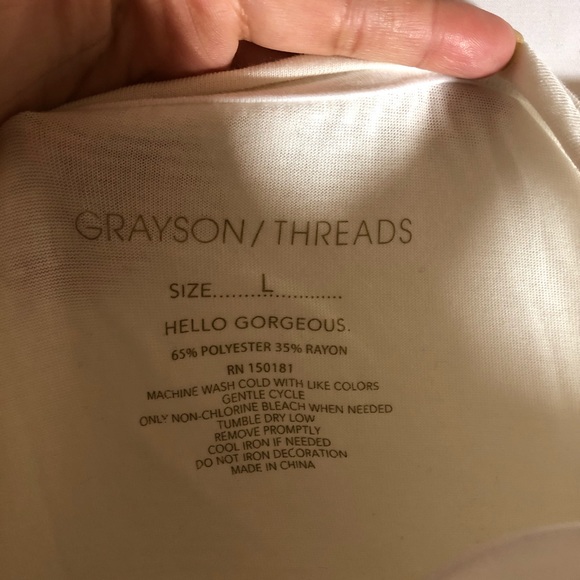 GRAYSON/THREADS
SIZE..........L............
HELLO GORGEOUS.
65% POLYESTER 35% RAYON
RN 150181
MACHINE WASH COLD WITH LIKE COLORS
GENTLE CYCLE
ONLY NON-CHLORINE BLEACH WHEN NEEDED
TUMBLE DRY LOW
REMOVE PROMPTLY
COOL IRON IF NEEDED
DO NOT IRON DECORATION
MADE IN CHINA